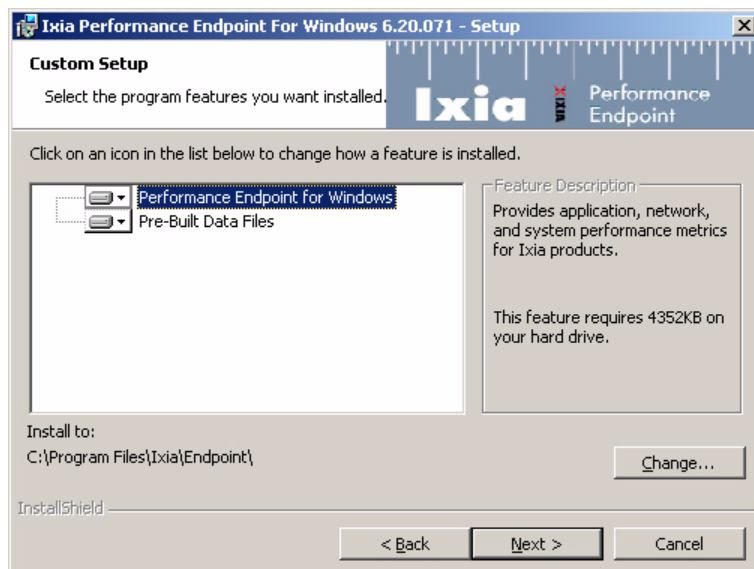 Ixia Performance Endpoint For Windows 6.20.071 - Setup
Custom Setup
Select the program features you want installed.
Ixia
IXIA
Performance
Endpoint
Click on an icon in the list below to change how a feature is installed.
Performance Endpoint for Windows
Pre-Built Data Files
Feature Description
Provides application, network,
and system performance metrics
for Ixia products.
This feature requires 4352KB on
your hard drive.
Install to:
C:\Program Files\Ixia\Endpoint\
Change...
InstallShield
< Back
Next >
Cancel